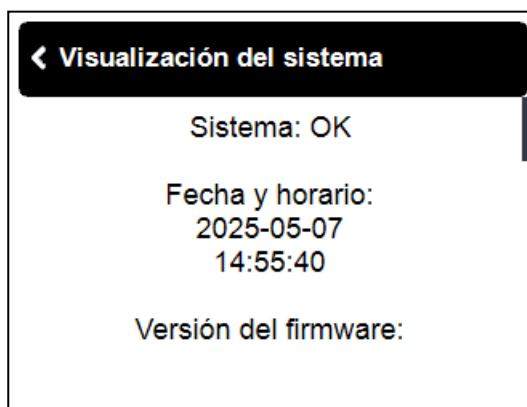 Visualización del sistema
Sistema: OK
Fecha y horario:
2025-05-07
14:55:40
Versión del firmware: